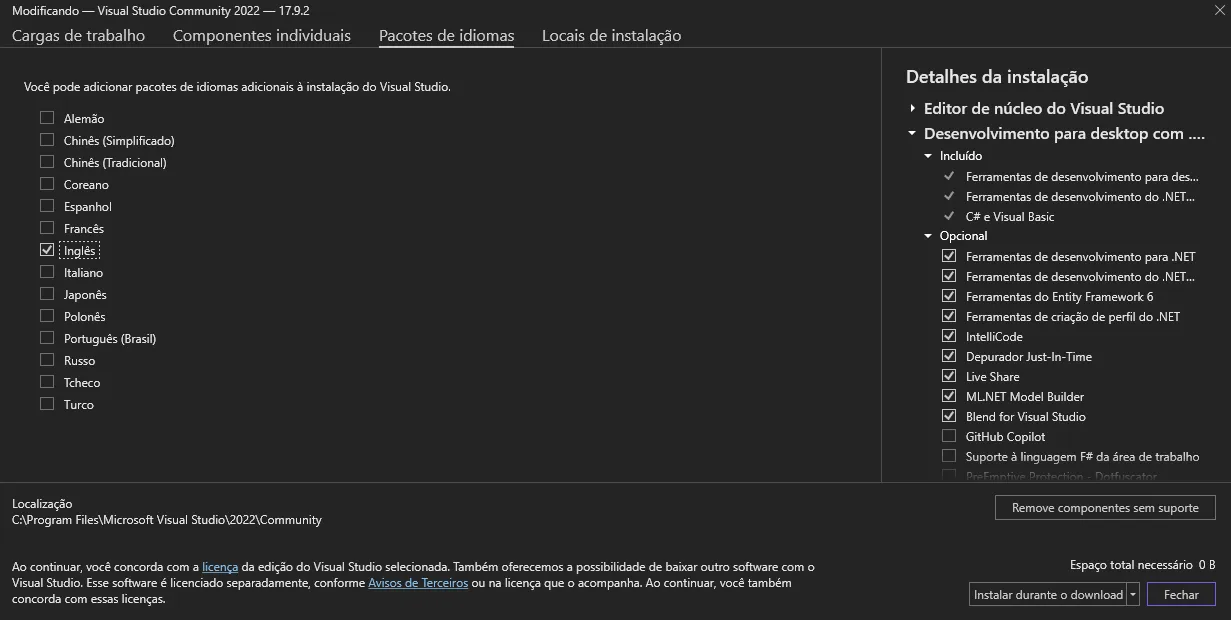 Modificando — Visual Studio Community 2022 — 17.9.2
Cargas de trabalho
Componentes individuais
Pacotes de idiomas
Locais de instalação
Você pode adicionar pacotes de idiomas adicionais à instalação do Visual Studio.
Alemão
Chinês (Simplificado)
Chinês (Tradicional)
Coreano
Espanhol
Francês
Inglês
Italiano
Japonês
Polonês
Português (Brasil)
Russo
Tcheco
Turco
Detalhes da instalação
Editor de núcleo do Visual Studio
Desenvolvimento para desktop com ....
Incluído
Ferramentas de desenvolvimento para des...
Ferramentas de desenvolvimento do .NET...
C# e Visual Basic
Opcional
Ferramentas de desenvolvimento para .NET
Ferramentas de desenvolvimento do .NET...
Ferramentas do Entity Framework 6
Ferramentas de criação de perfil do .NET
IntelliCode
Depurador Just-In-Time
Live Share
ML.NET Model Builder
Blend for Visual Studio
GitHub Copilot
Suporte à linguagem F# da área de trabalho
PreEmptive Protection - Dotfuscator
Localização
C:\Program Files\Microsoft Visual Studio\2022\Community
Remove componentes sem suporte
Ao continuar, você concorda com a licença da edição do Visual Studio selecionada. Também oferecemos a possibilidade de baixar outro software com o
Visual Studio. Esse software é licenciado separadamente, conforme Avisos de Terceiros ou na licença que o acompanha. Ao continuar, você também
concorda com essas licenças.
Espaço total necessário 0 B
Instalar durante o download
Fechar